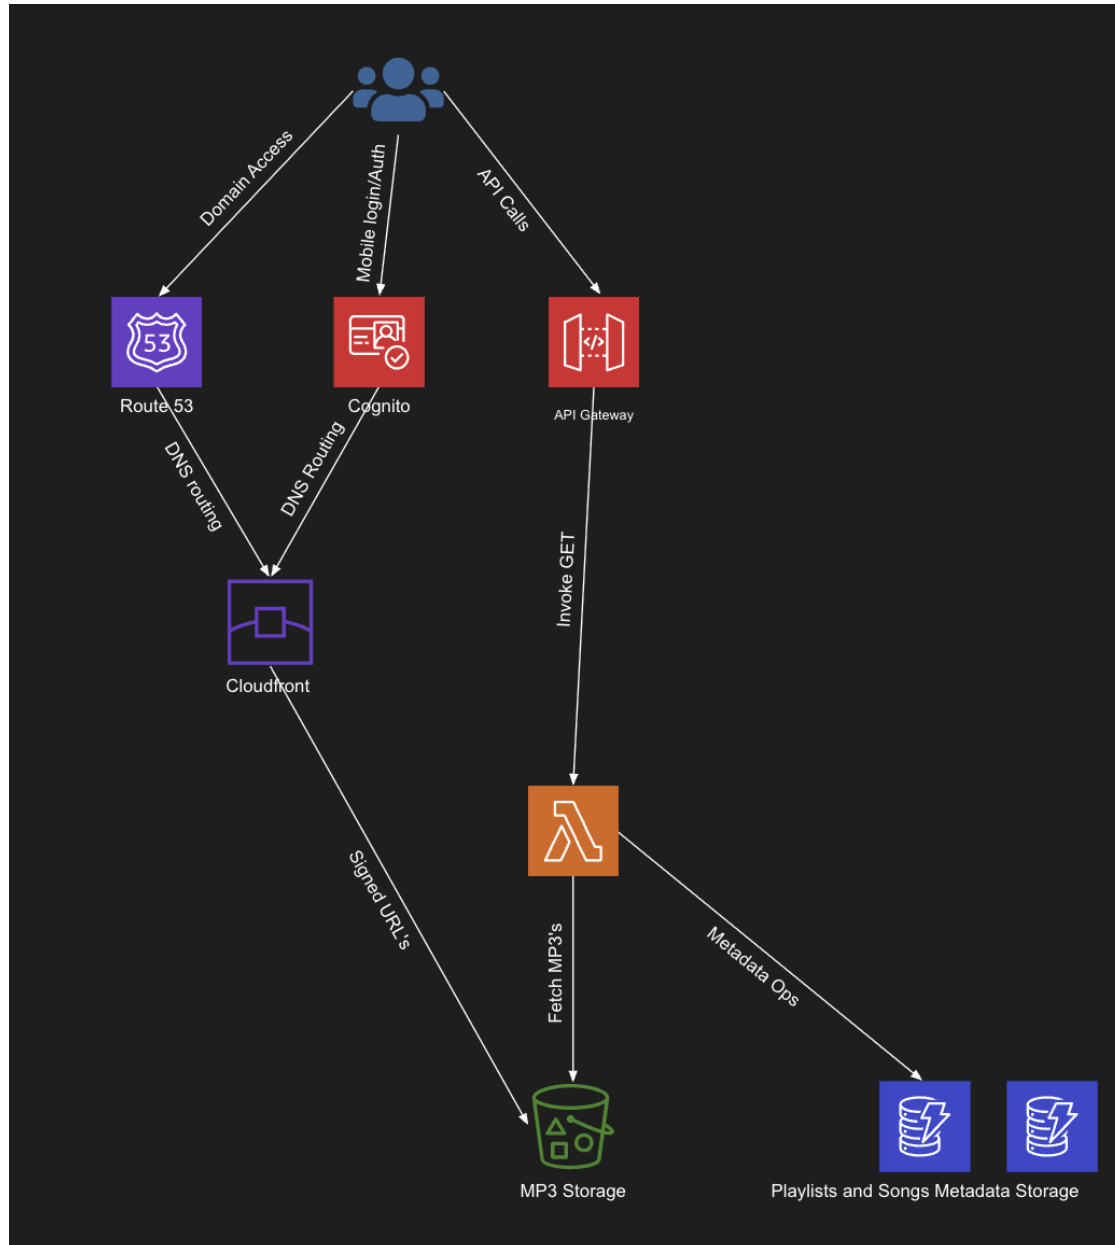 Domain Access
Mobile login/Auth
API Calls
53
</>
Route 53
Cognito
API Gateway
DNS routing
DNS Routing
Invoke GET
Cloudfront
Signed URL's
Fetch MP3's
Metadata Ops
MP3 Storage
Playlists and Songs Metadata Storage